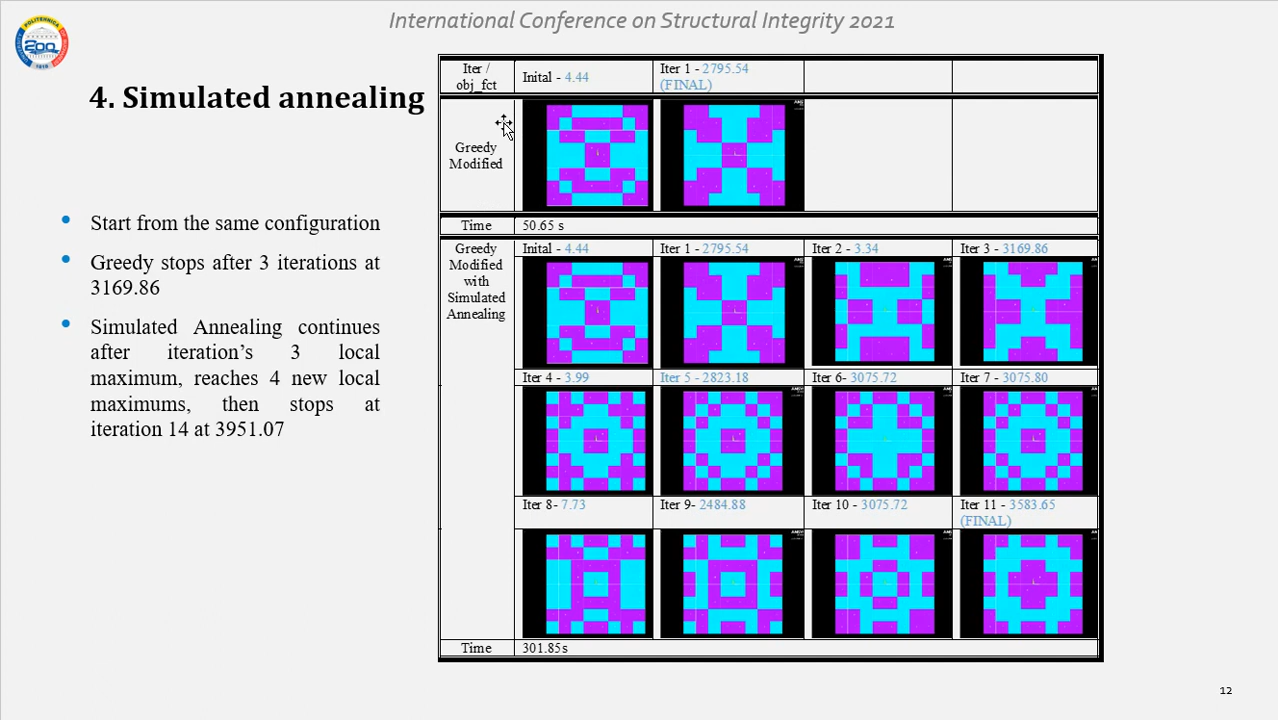 International Conference on Structural Integrity 2021
POLITEHNICA
200
1818
4. Simulated annealing
Start from the same configuration
Greedy stops after 3 iterations at
3169.86
Simulated Annealing continues
after iteration’s 3 local
maximum, reaches 4 new local
maximums, then stops at
iteration 14 at 3951.07
Iter /
obj_fct
Inital - 4.44
Iter 1 - 2795.54
(FINAL)
Greedy
Modified
Time
50.65 s
Greedy
Modified
with
Simulated
Annealing
Inital - 4.44
Iter 1 - 2795.54
Iter 2 - 3.34
Iter 3 - 3169.86
Iter 4 - 3.99
Iter 5 - 2823.18
Iter 6- 3075.72
Iter 7 - 3075.80
Iter 8- 7.73
Iter 9- 2484.88
Iter 10 - 3075.72
Iter 11 - 3583.65
(FINAL)
Time
301.85s
12